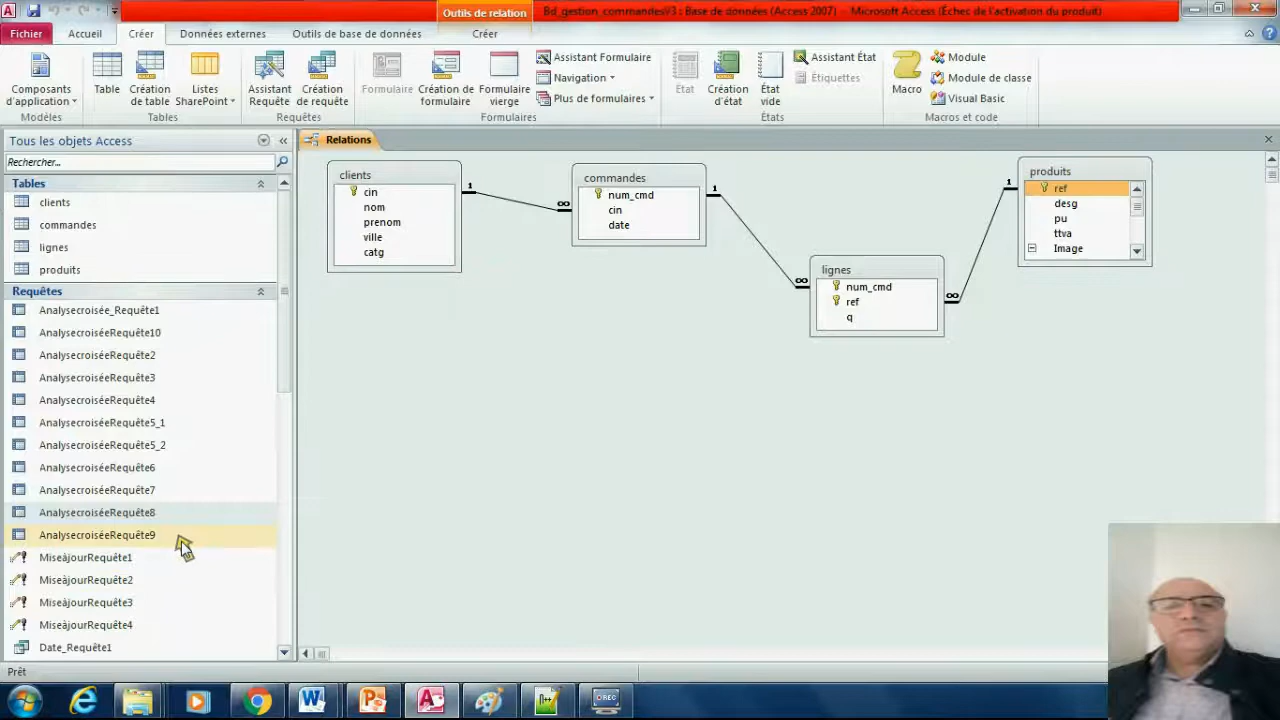 Outils de relation
Bd_gestion_commandesV3 : Base de données (Access 2007) — Microsoft Access (Échec de l'activation du produit)
Fichier
Accueil
Créer
Données externes
Outils de base de données
Créer
Composants d'application
Table
Création de table
Listes SharePoint
Assistant Requête
Création de requête
Formulaire
Création de formulaire
Formulaire vierge
Assistant Formulaire
Navigation
Plus de formulaires
État
Création d'état
État vide
Assistant État
Étiquettes
Macro
Module
Module de classe
Visual Basic
Modèles
Tables
Requêtes
Formulaires
États
Macros et code
Tous les objets Access
Rechercher...
Tables
clients
commandes
lignes
produits
Requêtes
Analysecroisée_Requête1
AnalysecroiséeRequête10
AnalysecroiséeRequête2
AnalysecroiséeRequête3
AnalysecroiséeRequête4
AnalysecroiséeRequête5_1
AnalysecroiséeRequête5_2
AnalysecroiséeRequête6
AnalysecroiséeRequête7
AnalysecroiséeRequête8
AnalysecroiséeRequête9
MiseàjourRequête1
MiseàjourRequête2
MiseàjourRequête3
MiseàjourRequête4
Date_Requête1
Relations
clients
cin
nom
prenom
ville
catg
1
∞
commandes
num_cmd
cin
date
1
∞
lignes
num_cmd
ref
q
∞
1
produits
ref
desg
pu
ttva
Image
Prêt